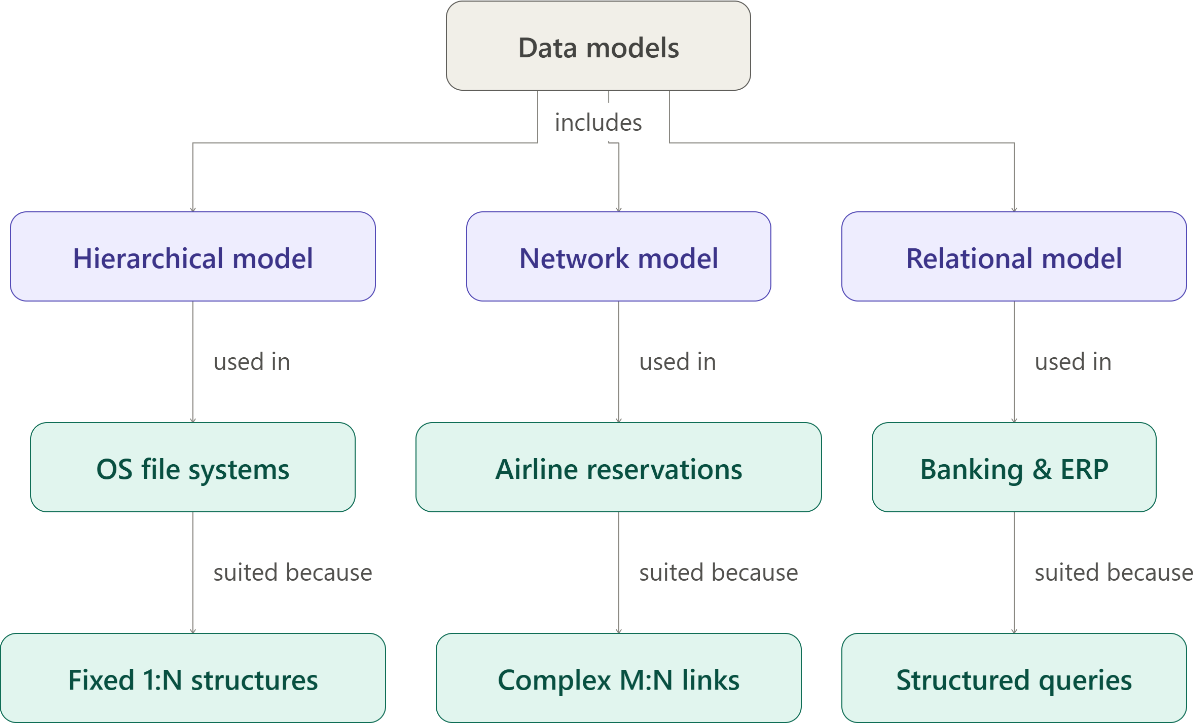 Data models
includes
Hierarchical model
Network model
Relational model
used in
used in
used in
OS file systems
Airline reservations
Banking & ERP
suited because
suited because
suited because
Fixed 1:N structures
Complex M:N links
Structured queries